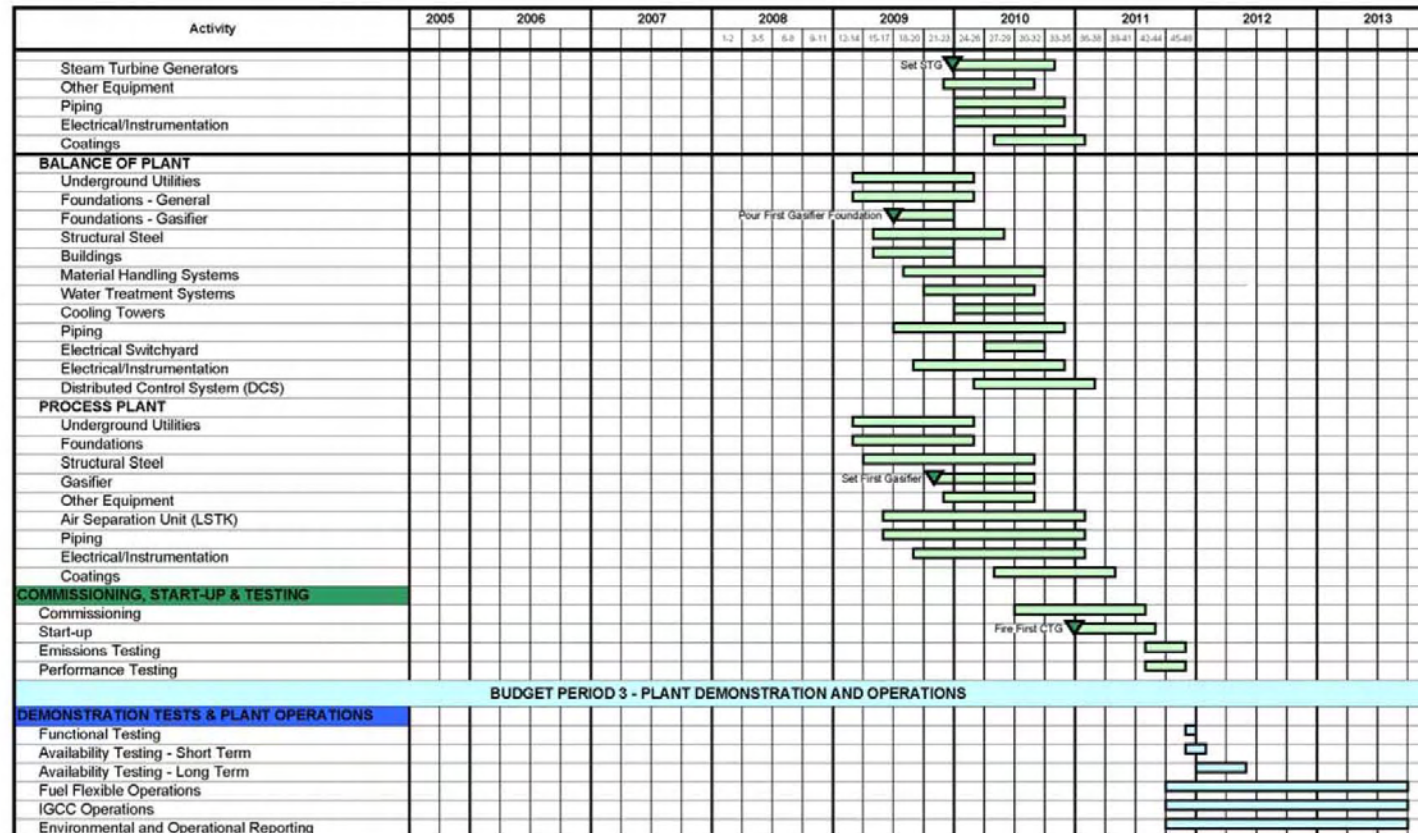 Activity 2005 2006 2007 2008 2009 2010 2011 2012 2013
1-2 3-5 6-8 9-11 12-14 15-17 18-20 21-23 24-26 27-29 30-32 33-35 36-38 39-41 42-44 45-48
Steam Turbine Generators Set STG
Other Equipment
Piping
Electrical/Instrumentation
Coatings
BALANCE OF PLANT
Underground Utilities
Foundations - General
Foundations - Gasifier Pour First Gasifier Foundation
Structural Steel
Buildings
Material Handling Systems
Water Treatment Systems
Cooling Towers
Piping
Electrical Switchyard
Electrical/Instrumentation
Distributed Control System (DCS)
PROCESS PLANT
Underground Utilities
Foundations
Structural Steel
Gasifier Set First Gasifier
Other Equipment
Air Separation Unit (LSTK)
Piping
Electrical/Instrumentation
Coatings
COMMISSIONING, START-UP & TESTING
Commissioning
Start-up Fire First CTG
Emissions Testing
Performance Testing
BUDGET PERIOD 3 - PLANT DEMONSTRATION AND OPERATIONS
DEMONSTRATION TESTS & PLANT OPERATIONS
Functional Testing
Availability Testing - Short Term
Availability Testing - Long Term
Fuel Flexible Operations
IGCC Operations
Environmental and Operational Reporting